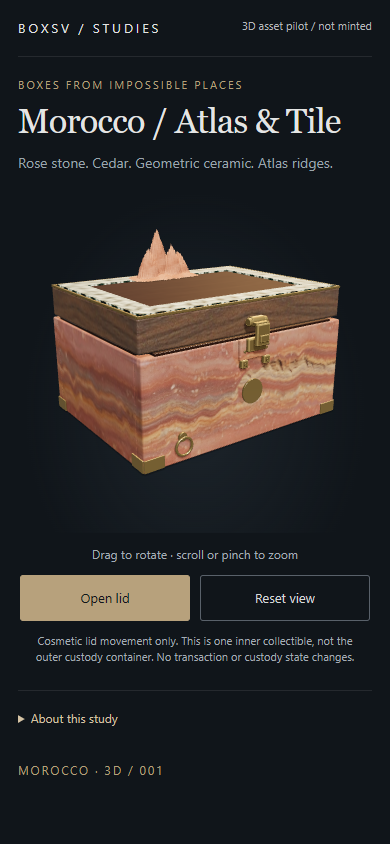 BOXSV / STUDIES
3D asset pilot / not minted
BOXES FROM IMPOSSIBLE PLACES
Morocco / Atlas & Tile
Rose stone. Cedar. Geometric ceramic. Atlas ridges.
Drag to rotate · scroll or pinch to zoom
Open lid
Reset view
Cosmetic lid movement only. This is one inner collectible, not the
outer custody container. No transaction or custody state changes.
About this study
MOROCCO · 3D / 001